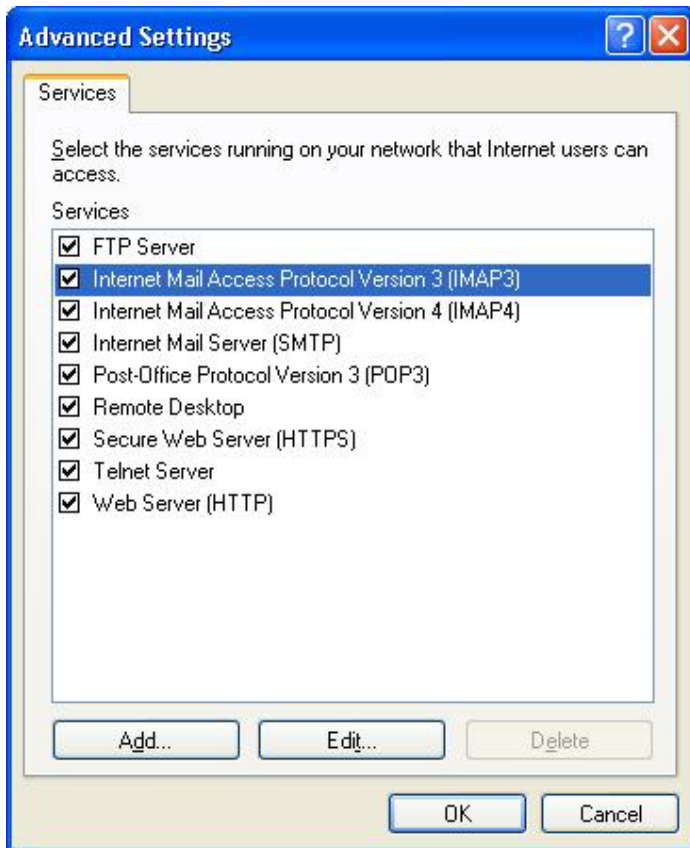 Advanced Settings
Services
Select the services running on your network that Internet users can
access.
Services
FTP Server
Internet Mail Access Protocol Version 3 (IMAP3)
Internet Mail Access Protocol Version 4 (IMAP4)
Internet Mail Server (SMTP)
Post-Office Protocol Version 3 (POP3)
Remote Desktop
Secure Web Server (HTTPS)
Telnet Server
Web Server (HTTP)
Add... Edit... Delete
OK Cancel